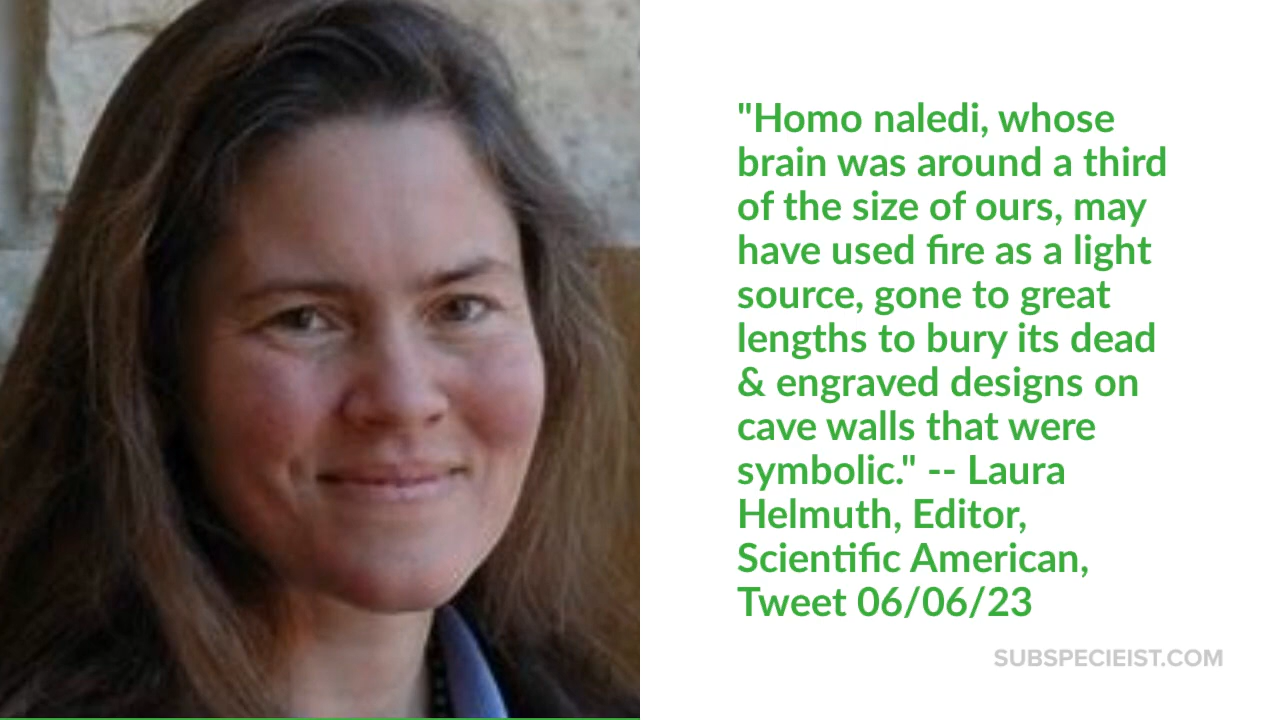 "Homo naledi, whose
brain was around a third
of the size of ours, may
have used fire as a light
source, gone to great
lengths to bury its dead
& engraved designs on
cave walls that were
symbolic." -- Laura
Helmuth, Editor,
Scientific American,
Tweet 06/06/23
SUBSPECIEIST.COM